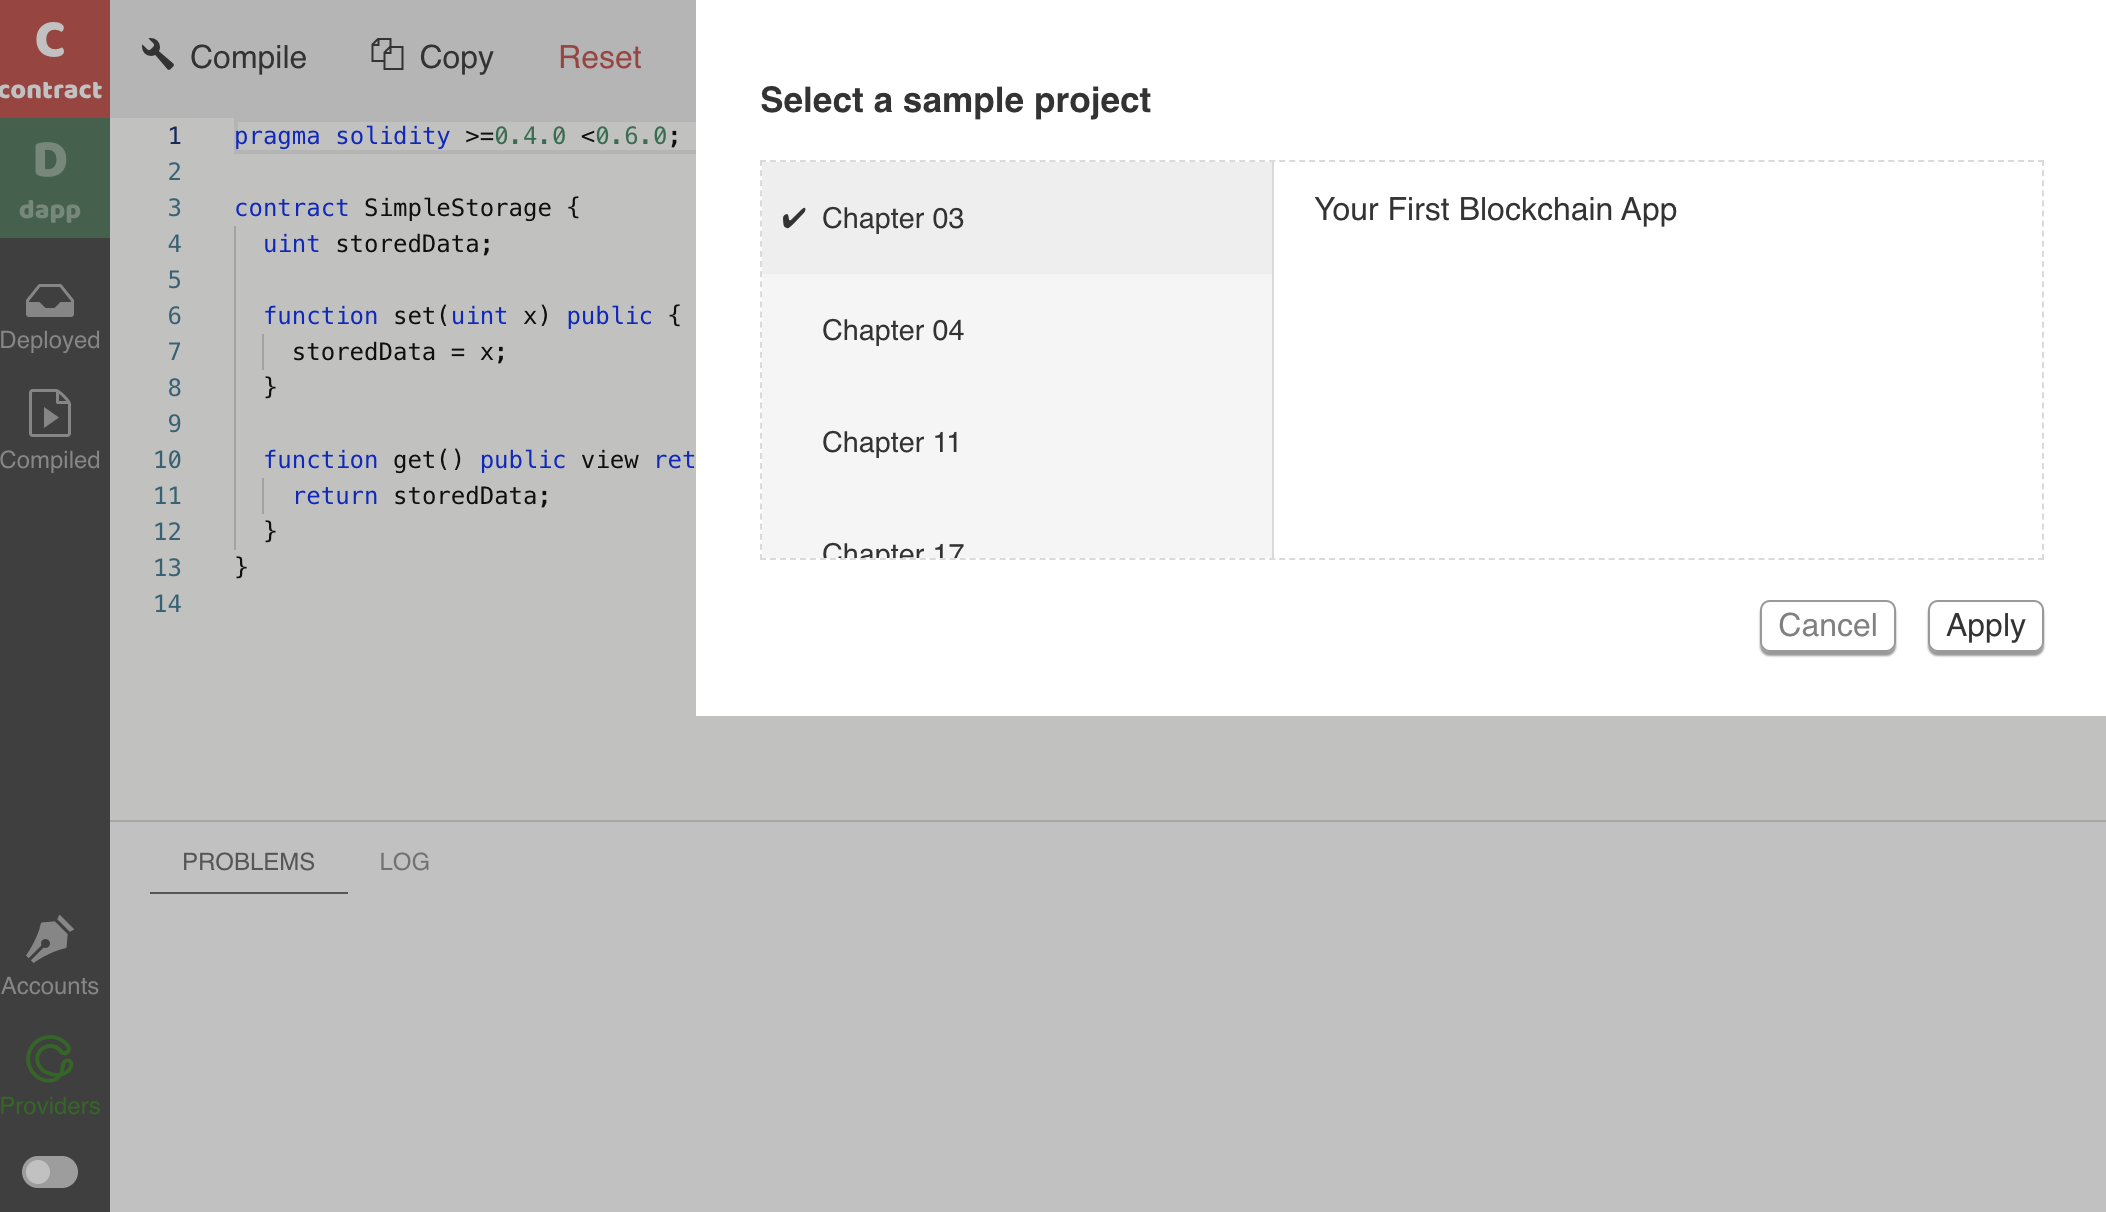 C
contract
D
dapp
Deployed
Compiled
Accounts
Providers
Compile Copy Reset
1 pragma solidity >=0.4.0 <0.6.0;
2
3 contract SimpleStorage {
4 uint storedData;
5
6 function set(uint x) public {
7 storedData = x;
8 }
9
10 function get() public view ret
11 return storedData;
12 }
13 }
14
PROBLEMS LOG
Select a sample project
✔ Chapter 03
Chapter 04
Chapter 11
Chapter 17
Your First Blockchain App
Cancel Apply